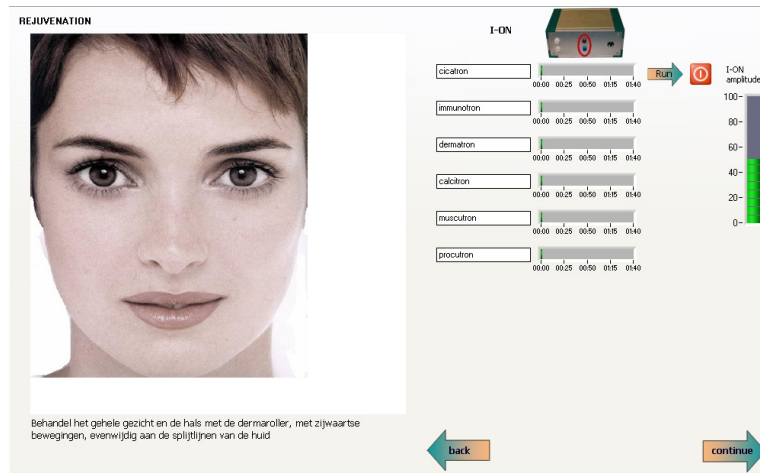 REJUVENATION
I-ON
cicatron
Run
I-ON
amplitude
00:00 00:25 00:50 01:15 01:40
immunotron
00:00 00:25 00:50 01:15 01:40
dermatron
00:00 00:25 00:50 01:15 01:40
calcitron
00:00 00:25 00:50 01:15 01:40
muscutron
00:00 00:25 00:50 01:15 01:40
procutron
00:00 00:25 00:50 01:15 01:40
100-
80-
60-
40-
20-
0-
Behandel het gehele gezicht en de hals met de dermaroller, met zijwaartse
bewegingen, evenwijdig aan de splijtlijnen van de huid
back
continue